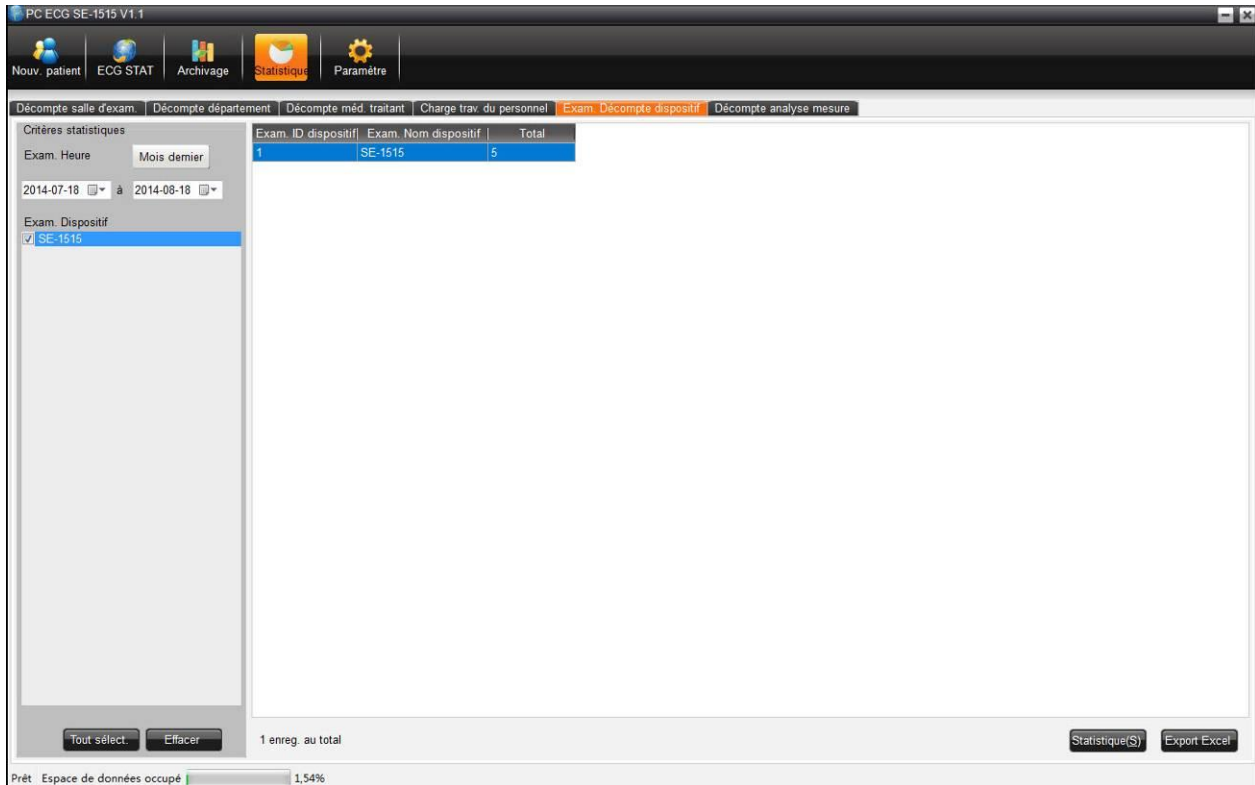 PC ECG SE-1515 V1.1
Nouv. patient ECG STAT Archivage Statistique Paramètre
Décompte salle d'exam. Décompte département Décompte méd. traitant Charge trav. du personnel Exam. Décompte dispositif Décompte analyse mesure
Critères statistiques
Exam. Heure Mois dernier
2014-07-18 à 2014-08-18
Exam. Dispositif
SE-1515
Exam. ID dispositif Exam. Nom dispositif Total
1 SE-1515 5
Tout sélect. Effacer 1 enreg. au total Statistique(S) Export Excel
Prêt Espace de données occupé 1,54%